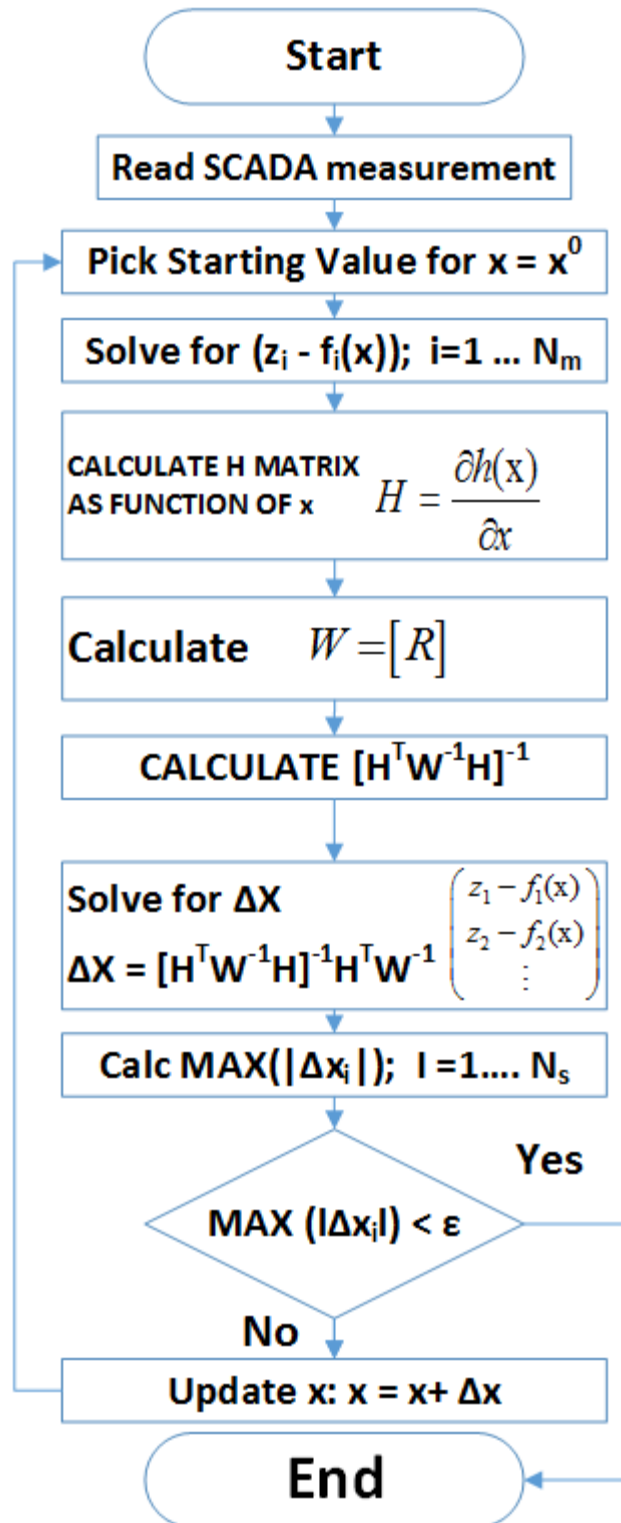 Start
Read SCADA measurement
Pick Starting Value for x = x⁰
Solve for (zᵢ - fᵢ(x)); i=1 ... Nₘ
CALCULATE H MATRIX
AS FUNCTION OF x
H = ∂h(x)/∂x
Calculate W =[R]
CALCULATE [HᵀW⁻¹H]⁻¹
Solve for ΔX
ΔX = [HᵀW⁻¹H]⁻¹HᵀW⁻¹
z₁ − f₁(x)
z₂ − f₂(x)
⋮
Calc MAX(|Δxᵢ|); I =1.... Nₛ
Yes
MAX (lΔxᵢl) < ε
No
Update x: x = x+ Δx
End